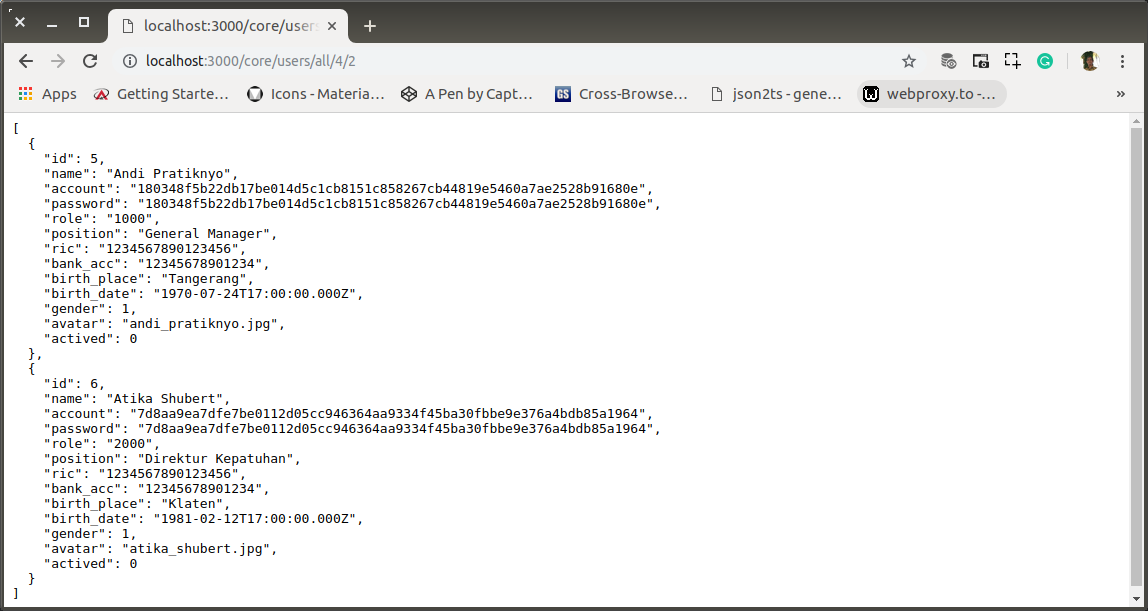 localhost:3000/core/users
localhost:3000/core/users/all/4/2
Apps Getting Starte... Icons - Materia... A Pen by Capt... GS Cross-Browse... json2ts - gene... webproxy.to -... »
[
  {
    "id": 5,
    "name": "Andi Pratiknyo",
    "account": "180348f5b22db17be014d5c1cb8151c858267cb44819e5460a7ae2528b91680e",
    "password": "180348f5b22db17be014d5c1cb8151c858267cb44819e5460a7ae2528b91680e",
    "role": "1000",
    "position": "General Manager",
    "ric": "1234567890123456",
    "bank_acc": "12345678901234",
    "birth_place": "Tangerang",
    "birth_date": "1970-07-24T17:00:00.000Z",
    "gender": 1,
    "avatar": "andi_pratiknyo.jpg",
    "actived": 0
  },
  {
    "id": 6,
    "name": "Atika Shubert",
    "account": "7d8aa9ea7dfe7be0112d05cc946364aa9334f45ba30fbbe9e376a4bdb85a1964",
    "password": "7d8aa9ea7dfe7be0112d05cc946364aa9334f45ba30fbbe9e376a4bdb85a1964",
    "role": "2000",
    "position": "Direktur Kepatuhan",
    "ric": "1234567890123456",
    "bank_acc": "12345678901234",
    "birth_place": "Klaten",
    "birth_date": "1981-02-12T17:00:00.000Z",
    "gender": 1,
    "avatar": "atika_shubert.jpg",
    "actived": 0
  }
]